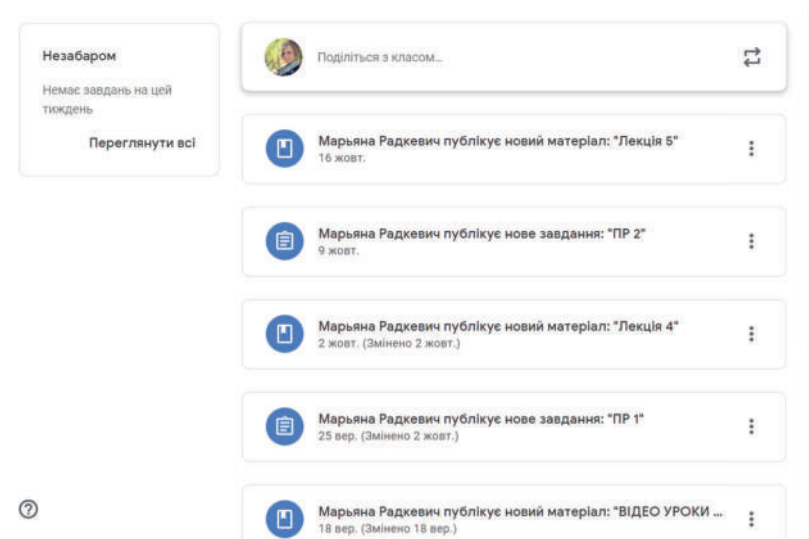 Незабаром
Немає завдань на цей
тиждень
Переглянути всі
Поділіться з класом...
Марьяна Радкевич публікує новий матеріал: "Лекція 5"
16 жовт.
Марьяна Радкевич публікує нове завдання: "ПР 2"
9 жовт.
Марьяна Радкевич публікує новий матеріал: "Лекція 4"
2 жовт. (Змінено 2 жовт.)
Марьяна Радкевич публікує нове завдання: "ПР 1"
25 вер. (Змінено 2 жовт.)
Марьяна Радкевич публікує новий матеріал: "ВІДЕО УРОКИ ...
18 вер. (Змінено 18 вер.)